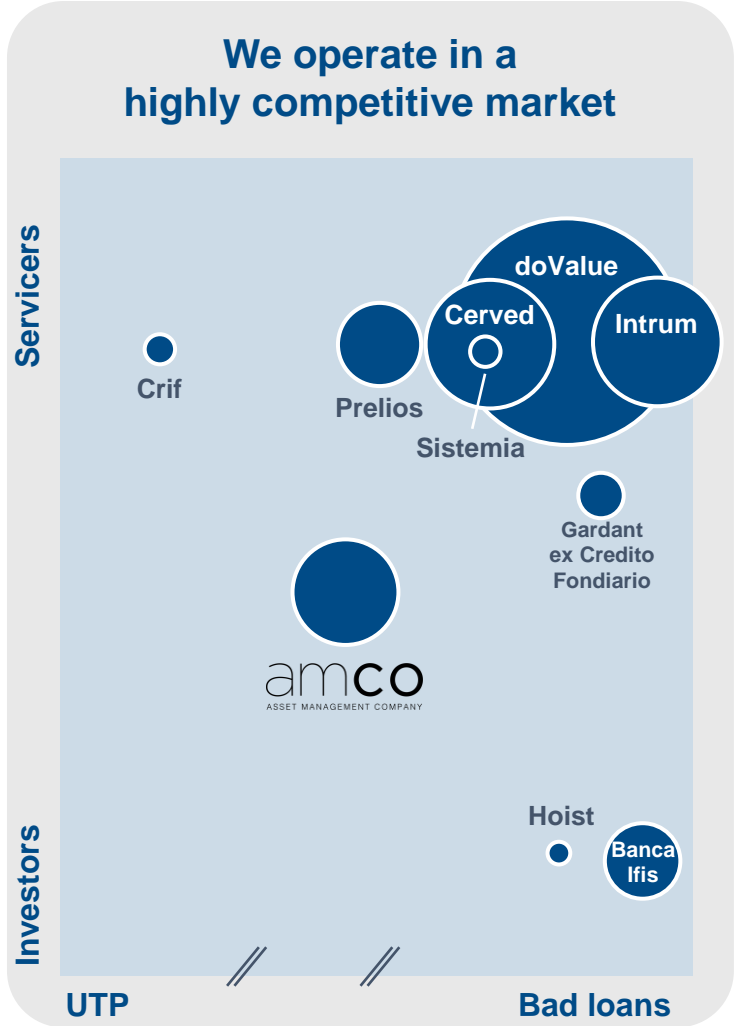 We operate in a
highly competitive market
Servicers
doValue
Cerved
Intrum
Crif
Prelios
Sistemia
Gardant
ex Credito
Fondiario
amco
ASSET MANAGEMENT COMPANY
Hoist
Banca
Ifis
Investors
UTP
Bad loans